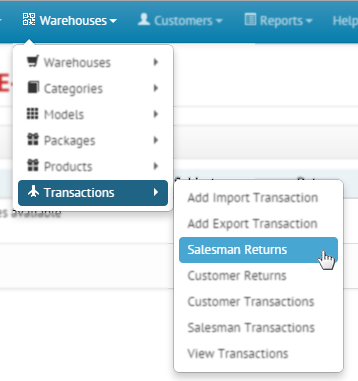 Warehouses Customers Reports Help
Warehouses
Categories
Models
Packages
Products
Transactions
available
Add Import Transaction
Add Export Transaction
Salesman Returns
Customer Returns
Customer Transactions
Salesman Transactions
View Transactions